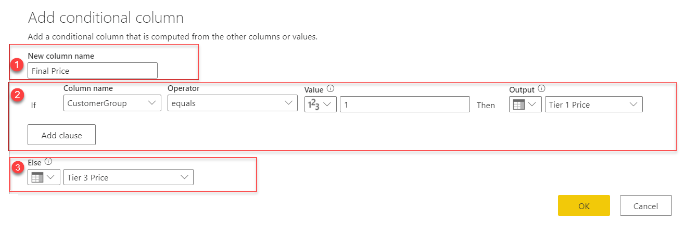 Add conditional column
Add a conditional column that is computed from the other columns or values.
1
New column name
Final Price
2
Column name Operator Value Output
If CustomerGroup equals 123 1 Then Tier 1 Price
Add clause
3
Else
Tier 3 Price
OK Cancel